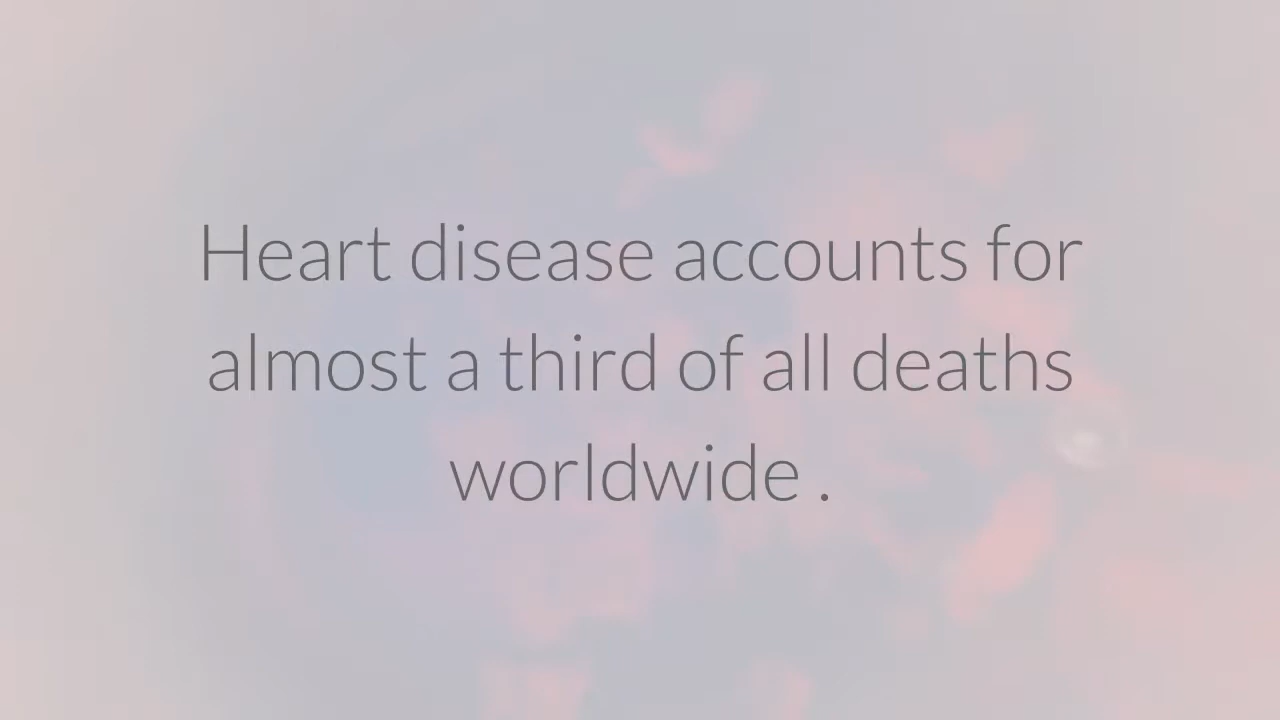 Heart disease accounts for
almost a third of all deaths
worldwide .